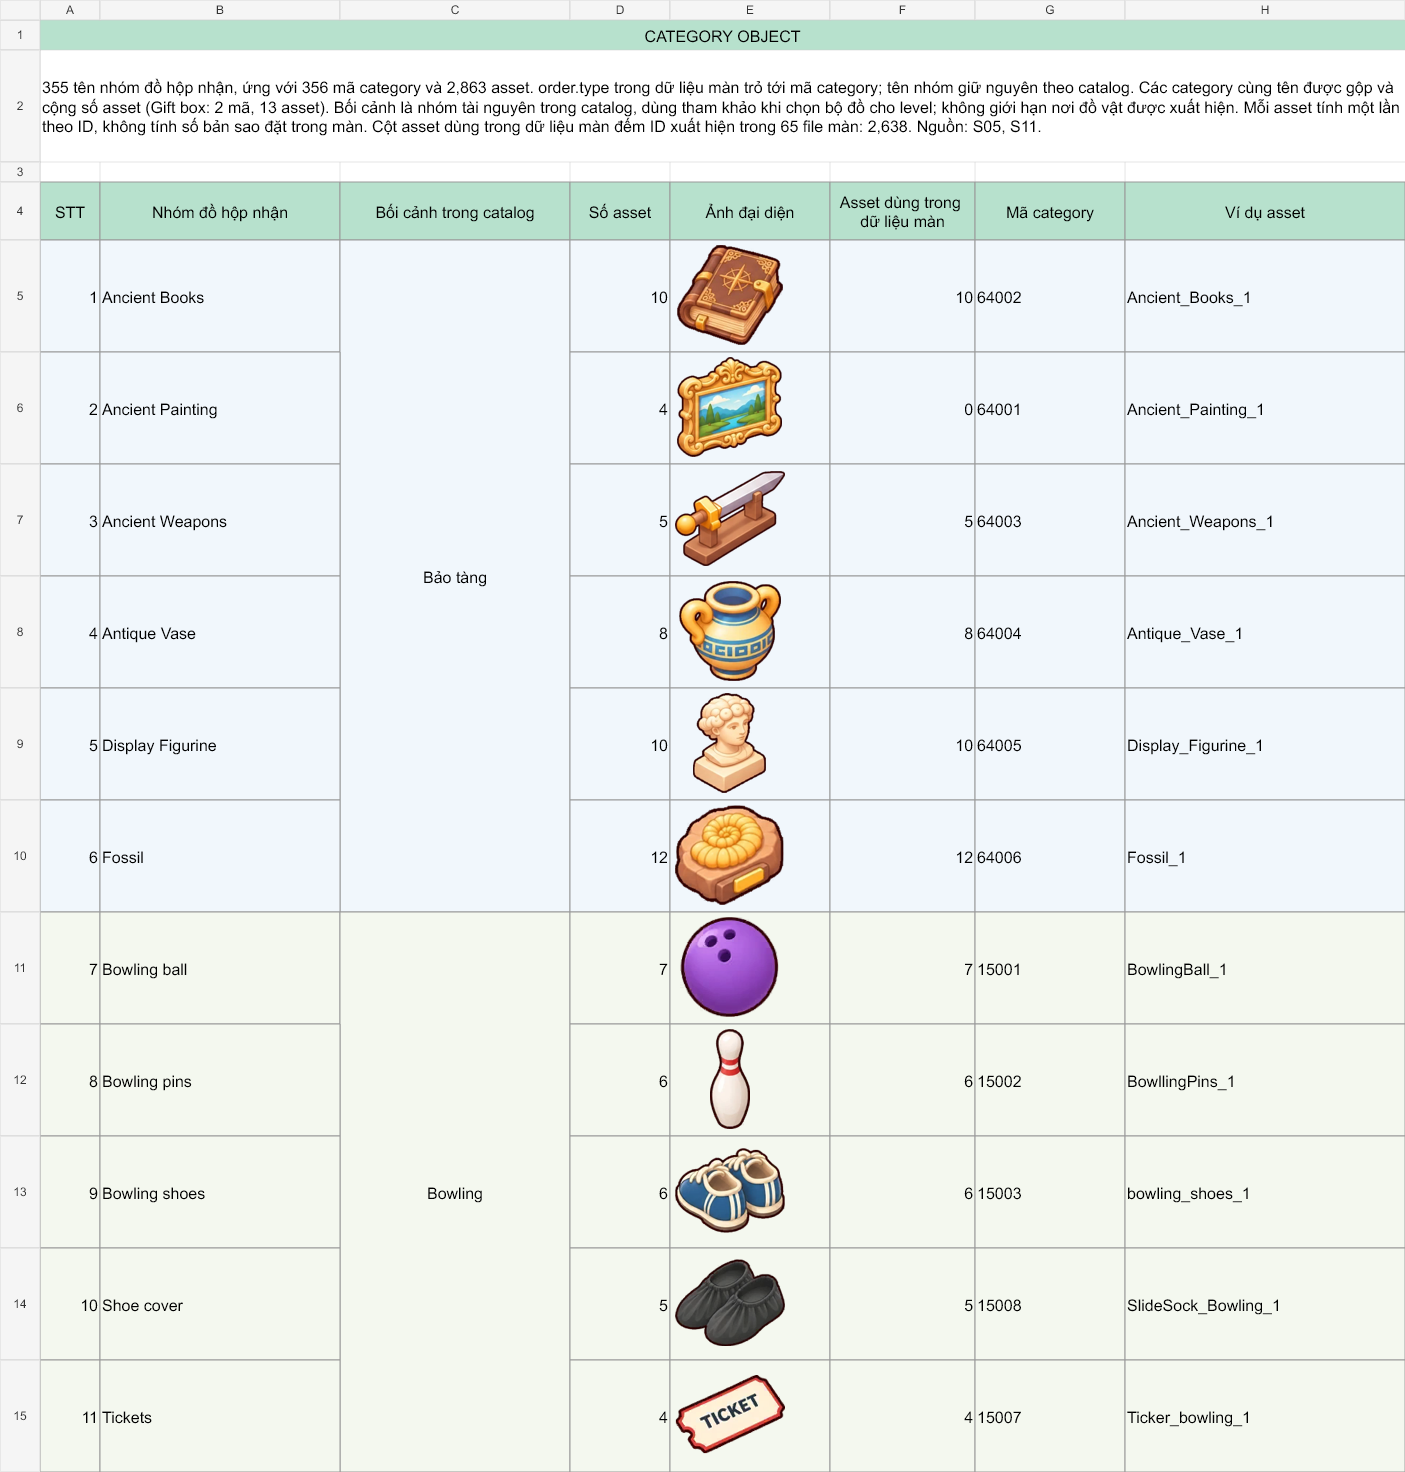 A B C D E F G H
1 CATEGORY OBJECT
2 355 tên nhóm đồ hộp nhận, ứng với 356 mã category và 2,863 asset. order.type trong dữ liệu màn trỏ tới mã category; tên nhóm giữ nguyên theo catalog. Các category cùng tên được gộp và
cộng số asset (Gift box: 2 mã, 13 asset). Bối cảnh là nhóm tài nguyên trong catalog, dùng tham khảo khi chọn bộ đồ cho level; không giới hạn nơi đồ vật được xuất hiện. Mỗi asset tính một lần
theo ID, không tính số bản sao đặt trong màn. Cột asset dùng trong dữ liệu màn đếm ID xuất hiện trong 65 file màn: 2,638. Nguồn: S05, S11.
3
4 STT Nhóm đồ hộp nhận Bối cảnh trong catalog Số asset Ảnh đại diện Asset dùng trong dữ liệu màn Mã category Ví dụ asset
5 1 Ancient Books 10 10 64002 Ancient_Books_1
6 2 Ancient Painting 4 0 64001 Ancient_Painting_1
7 3 Ancient Weapons 5 5 64003 Ancient_Weapons_1
Bảo tàng
8 4 Antique Vase 8 8 64004 Antique_Vase_1
9 5 Display Figurine 10 10 64005 Display_Figurine_1
10 6 Fossil 12 12 64006 Fossil_1
11 7 Bowling ball 7 7 15001 BowlingBall_1
12 8 Bowling pins 6 6 15002 BowllingPins_1
13 9 Bowling shoes Bowling 6 6 15003 bowling_shoes_1
14 10 Shoe cover 5 5 15008 SlideSock_Bowling_1
15 11 Tickets 4 TICKET 4 15007 Ticker_bowling_1